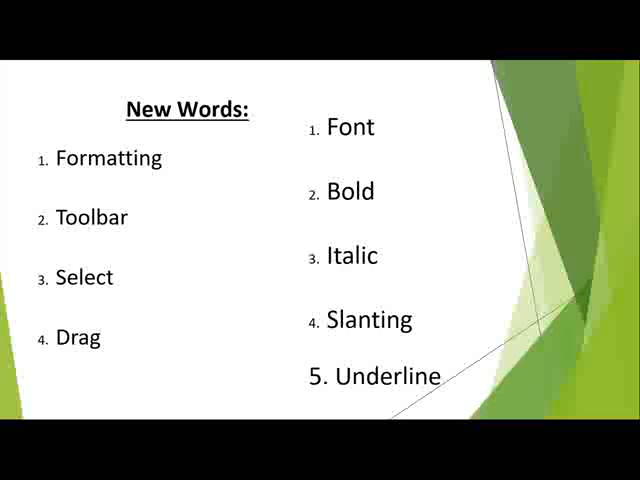 New Words:
1. Formatting
2. Toolbar
3. Select
4. Drag
1. Font
2. Bold
3. Italic
4. Slanting
5. Underline